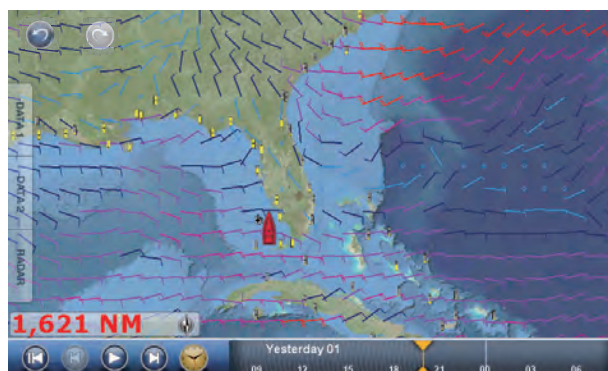 DATA 1
DATA 2
RADAR
1,621 NM
Yesterday 01
09 12 15 18 21 00 03 06